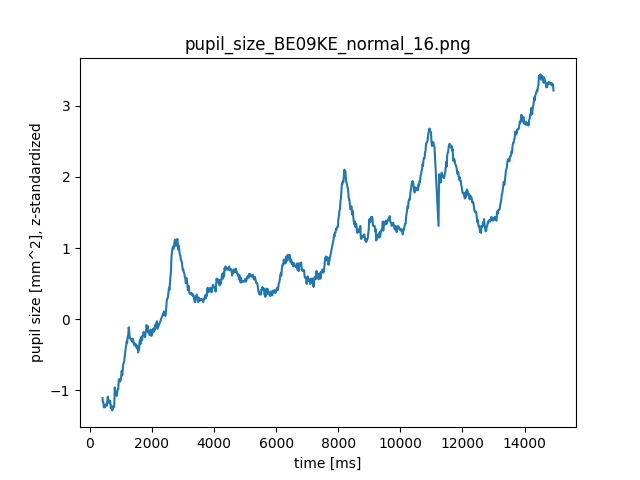 pupil_size_BE09KE_normal_16.png
pupil size [mm^2], z-standardized
3
2
1
0
−1
0 2000 4000 6000 8000 10000 12000 14000
time [ms]